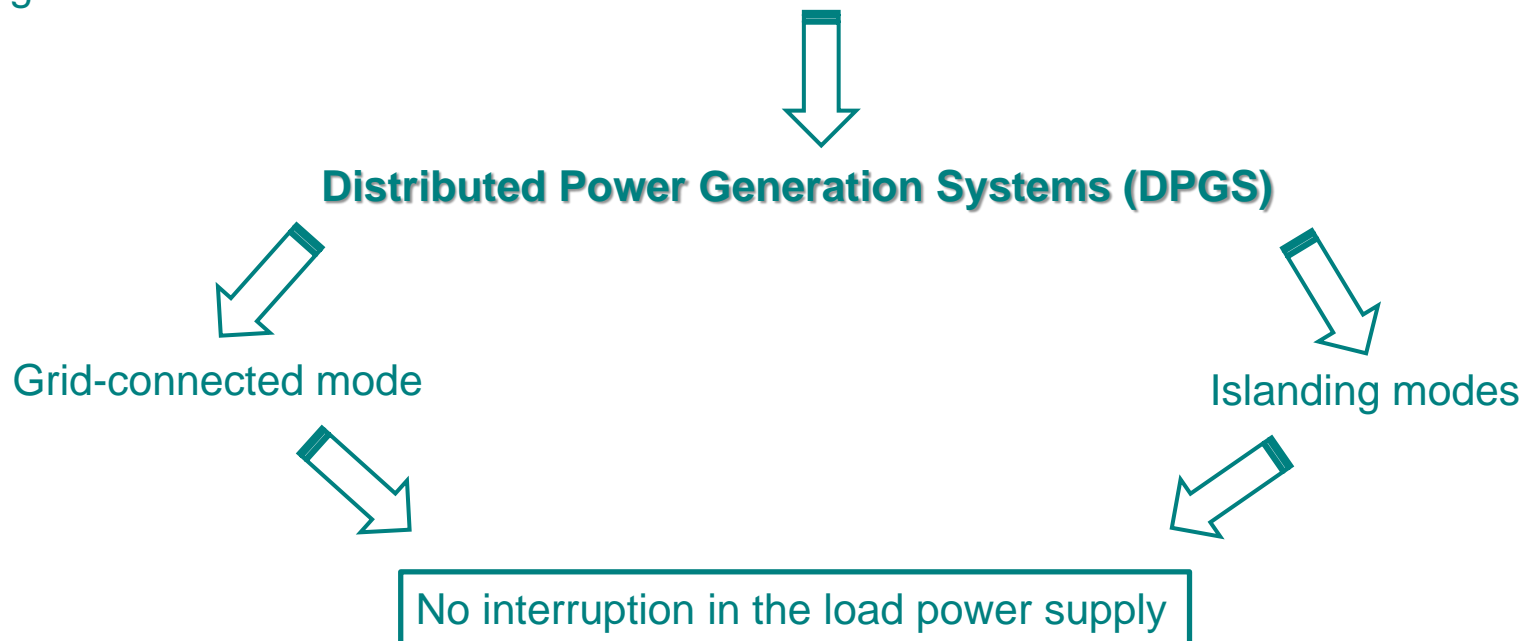 Distributed Power Generation Systems (DPGS)
Grid-connected mode
Islanding modes
No interruption in the load power supply